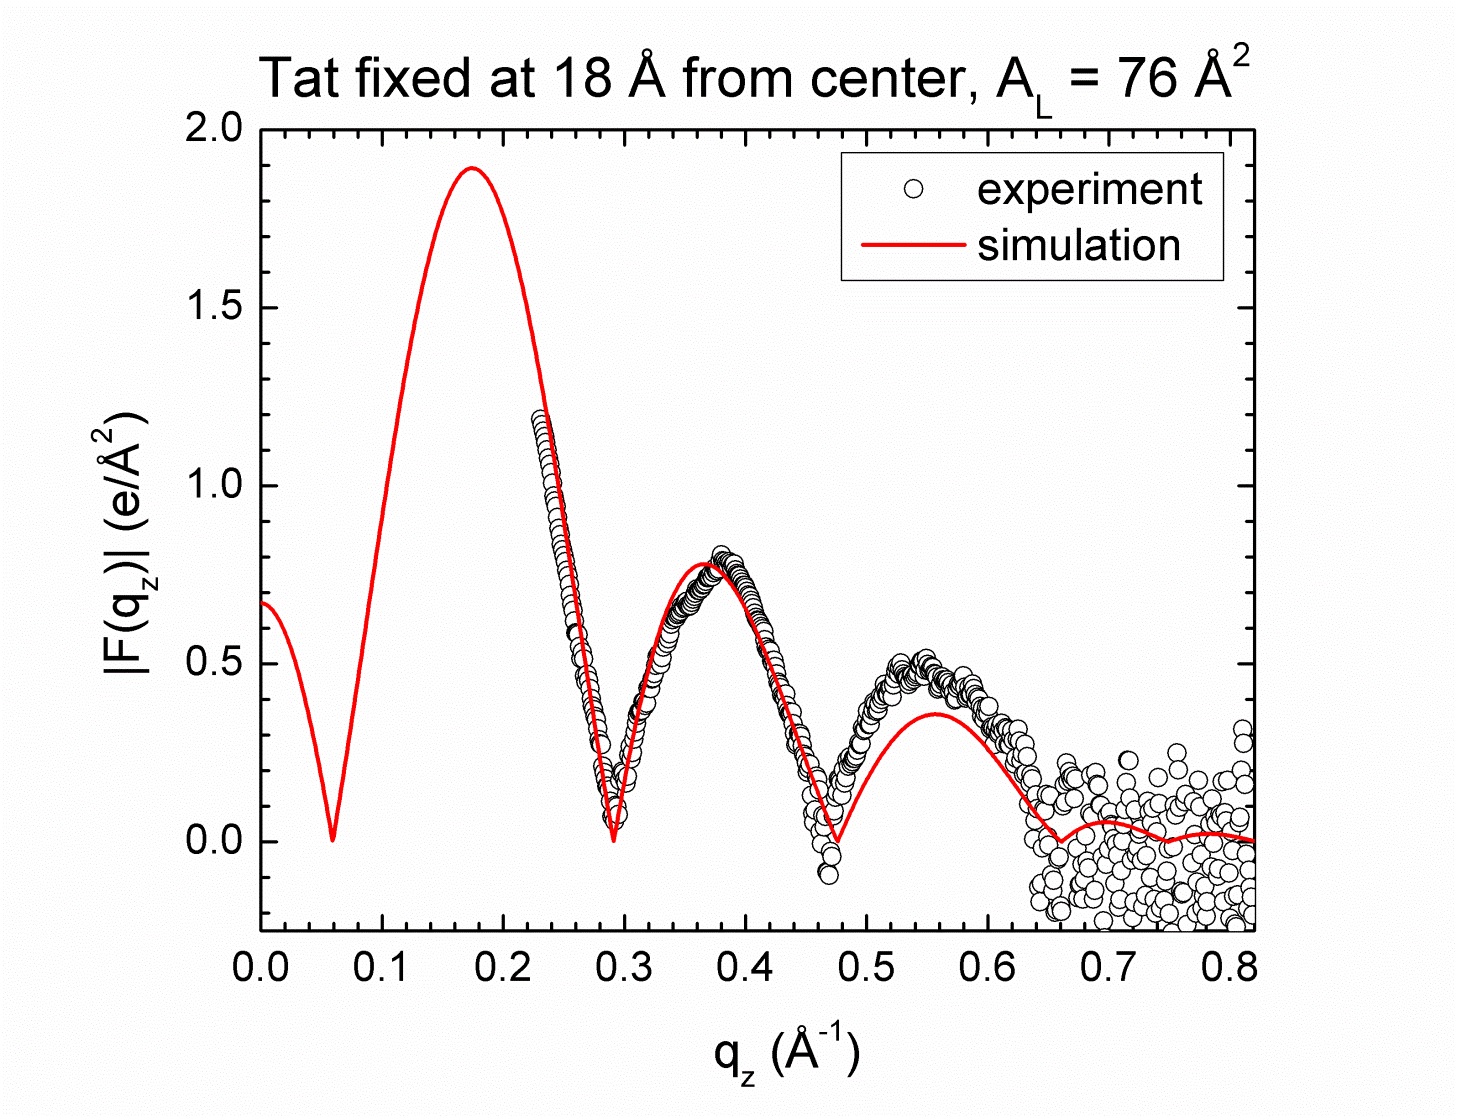 Tat fixed at 18 Å from center, A_L = 76 Å²
2.0
1.5
1.0
0.5
0.0
|F(q_z)| (e/Å²)
experiment
simulation
0.0 0.1 0.2 0.3 0.4 0.5 0.6 0.7 0.8
q_z (Å⁻¹)